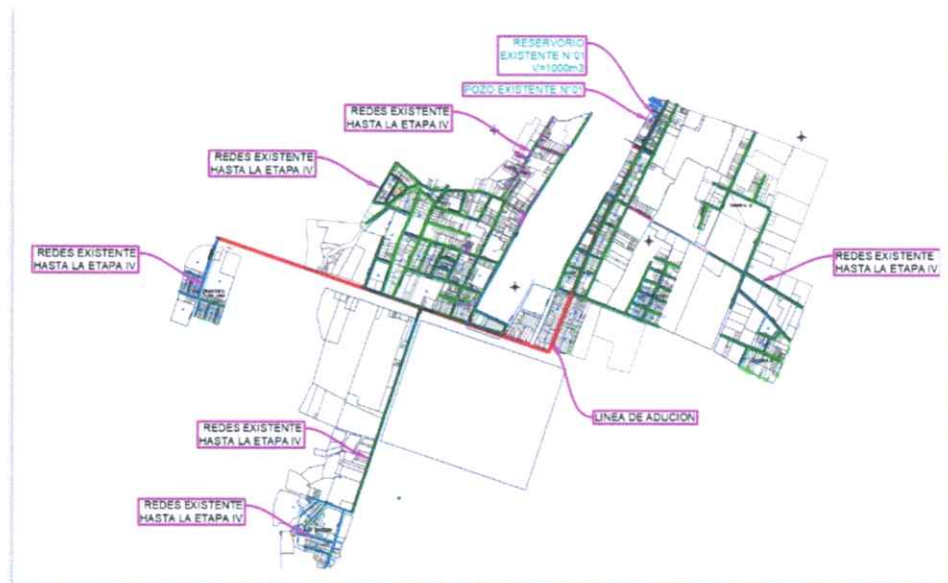 RESERVORIO
EXISTENTE N°01
V=1000m3
POZO EXISTENTE N°01
REDES EXISTENTE
HASTA LA ETAPA IV
REDES EXISTENTE
HASTA LA ETAPA IV
REDES EXISTENTE
HASTA LA ETAPA IV
REDES EXISTENTE
HASTA LA ETAPA IV
LINEA DE ADUCION
REDES EXISTENTE
HASTA LA ETAPA IV
REDES EXISTENTE
HASTA LA ETAPA IV